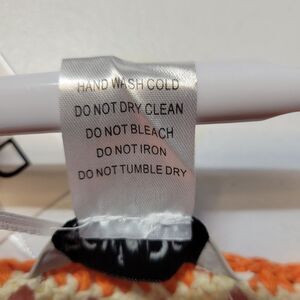 HAND WASH COLD
DO NOT DRY CLEAN
DO NOT BLEACH
DO NOT IRON
DO NOT TUMBLE DRY